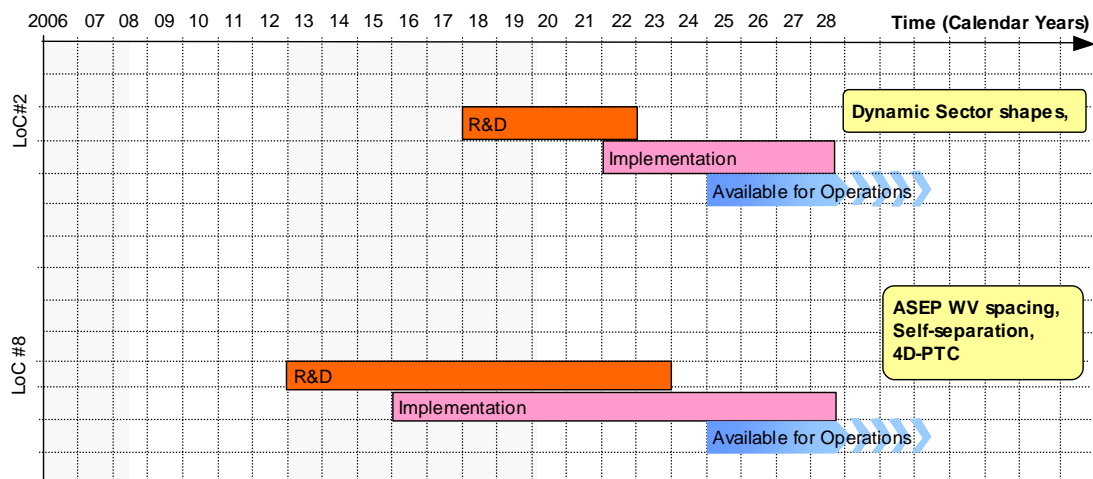 2006 07 08 09 10 11 12 13 14 15 16 17 18 19 20 21 22 23 24 25 26 27 28 Time (Calendar Years)
LoC#2
Dynamic Sector shapes,
R&D
Implementation
Available for Operations
LoC #8
ASEP WV spacing,
Self-separation,
4D-PTC
R&D
Implementation
Available for Operations